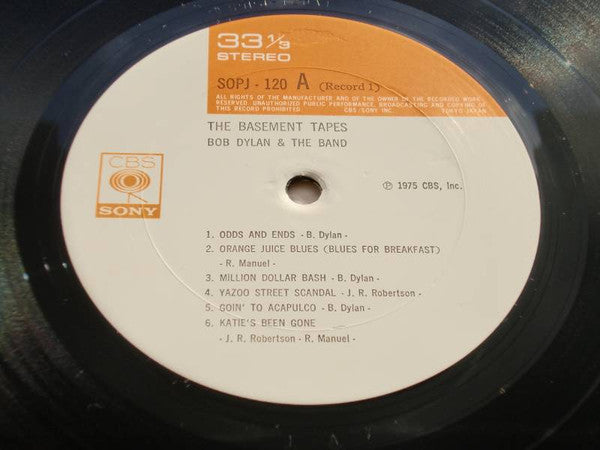 33 1/3
STEREO
SOPJ - 120 A (Record 1)
ALL RIGHTS OF THE MANUFACTURER AND OF THE OWNER OF THE RECORDED WORK
RESERVED. UNAUTHORIZED PUBLIC PERFORMANCE, BROADCASTING AND COPYING OF
THIS RECORD PROHIBITED CBS/SONY INC. TOKYO JAPAN
THE BASEMENT TAPES
BOB DYLAN & THE BAND
CBS
SONY
℗ 1975 CBS, Inc.
1. ODDS AND ENDS - B. Dylan -
2. ORANGE JUICE BLUES (BLUES FOR BREAKFAST)
- R. Manuel -
3. MILLION DOLLAR BASH - B. Dylan -
4. YAZOO STREET SCANDAL - J. R. Robertson -
5. GOIN' TO ACAPULCO - B. Dylan -
6. KATIE'S BEEN GONE
- J. R. Robertson - R. Manuel -